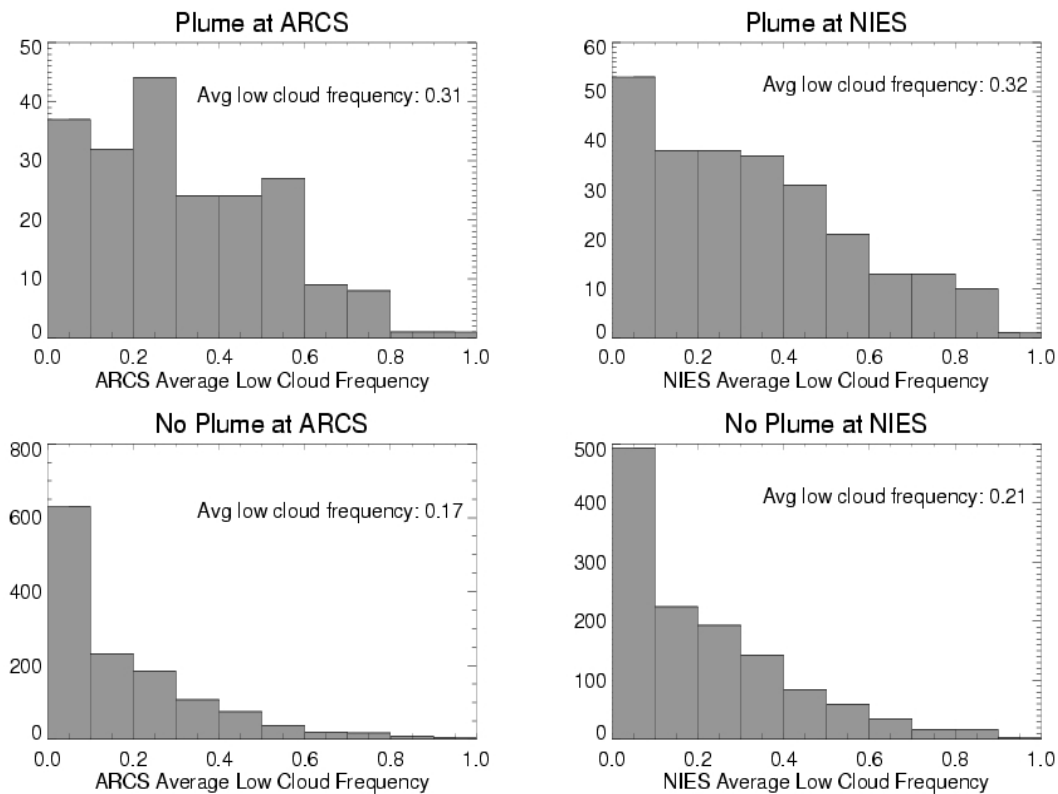 Plume at ARCS
50
40
30
20
10
0
Avg low cloud frequency: 0.31
0.0 0.2 0.4 0.6 0.8 1.0
ARCS Average Low Cloud Frequency
Plume at NIES
60
50
40
30
20
10
0
Avg low cloud frequency: 0.32
0.0 0.2 0.4 0.6 0.8 1.0
NIES Average Low Cloud Frequency
No Plume at ARCS
800
600
400
200
0
Avg low cloud frequency: 0.17
0.0 0.2 0.4 0.6 0.8 1.0
ARCS Average Low Cloud Frequency
No Plume at NIES
500
400
300
200
100
0
Avg low cloud frequency: 0.21
0.0 0.2 0.4 0.6 0.8 1.0
NIES Average Low Cloud Frequency